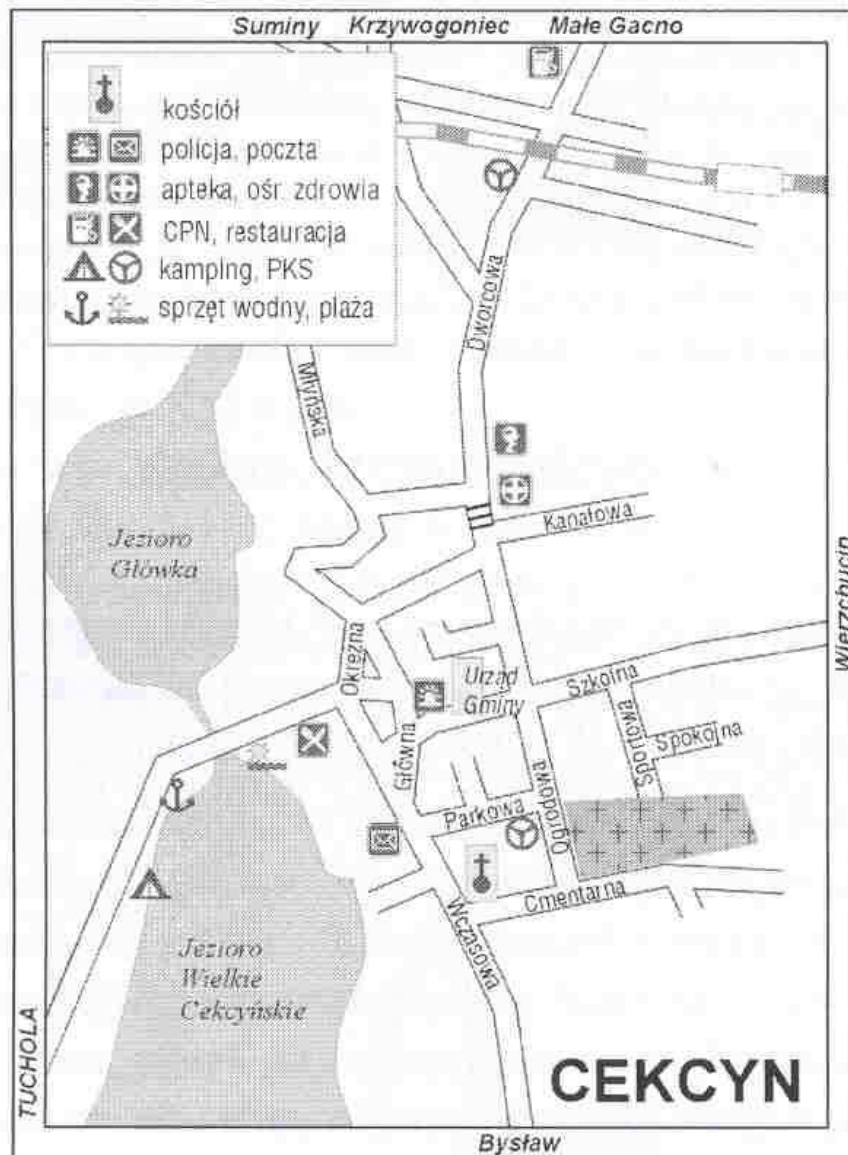 Suminy Krzywogoniec Małe Gacno
kościół
policja, poczta
apteka, ośr. zdrowia
CPN, restauracja
kamping, PKS
sprzęt wodny, plaża
Dworcowa
Młyńska
Kanałowa
Jezioro
Główka
Wierzchucin
Okrężna
Urząd
Gminy
Szkolna
Główna
Sportowa
Spokojna
Parkowa
Ogrodowa
Cmentarna
Wczasowa
Jezioro
Wielkie
Cekcyńskie
TUCHOLA
CEKCYN
Bysław